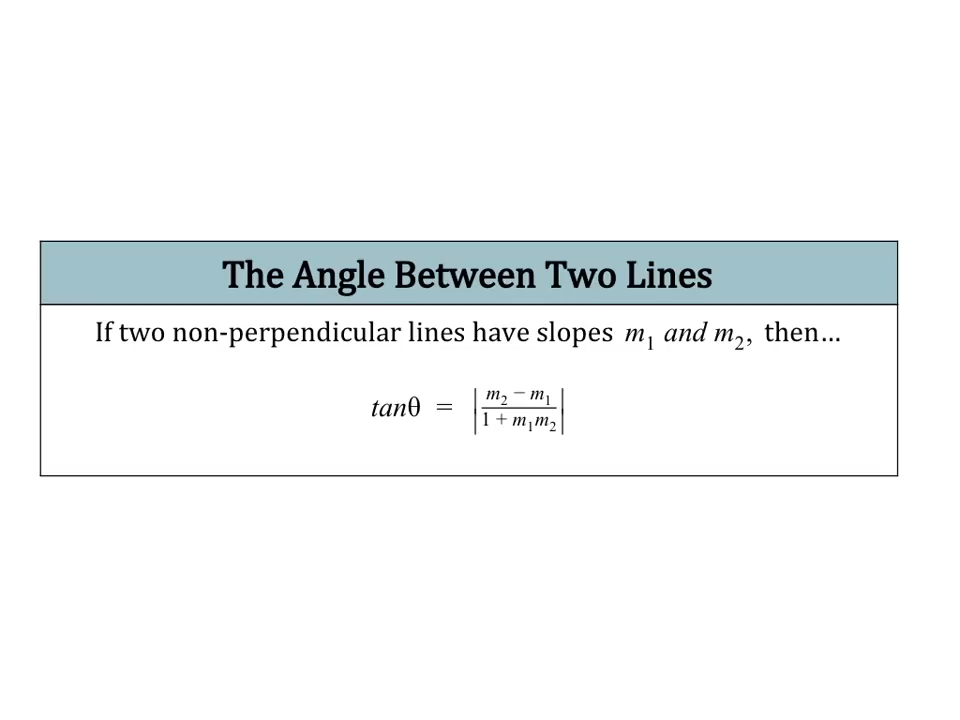 The Angle Between Two Lines
If two non-perpendicular lines have slopes m₁ and m₂, then…
tanθ = |(m₂ − m₁)/(1 + m₁m₂)|